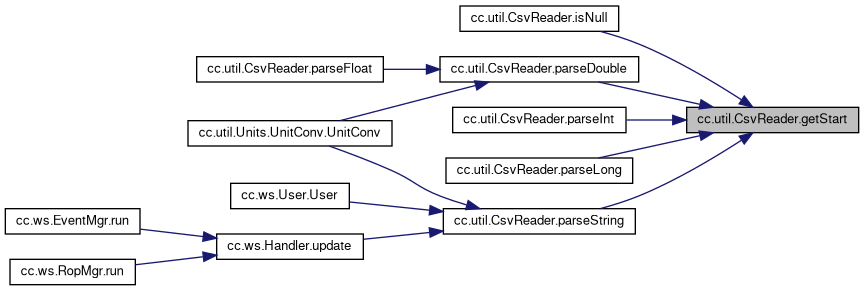 cc.util.CsvReader.isNull
cc.util.CsvReader.parseFloat
cc.util.CsvReader.parseDouble
cc.util.CsvReader.getStart
cc.util.CsvReader.parseInt
cc.util.Units.UnitConv.UnitConv
cc.util.CsvReader.parseLong
cc.ws.User.User
cc.util.CsvReader.parseString
cc.ws.EventMgr.run
cc.ws.Handler.update
cc.ws.RopMgr.run